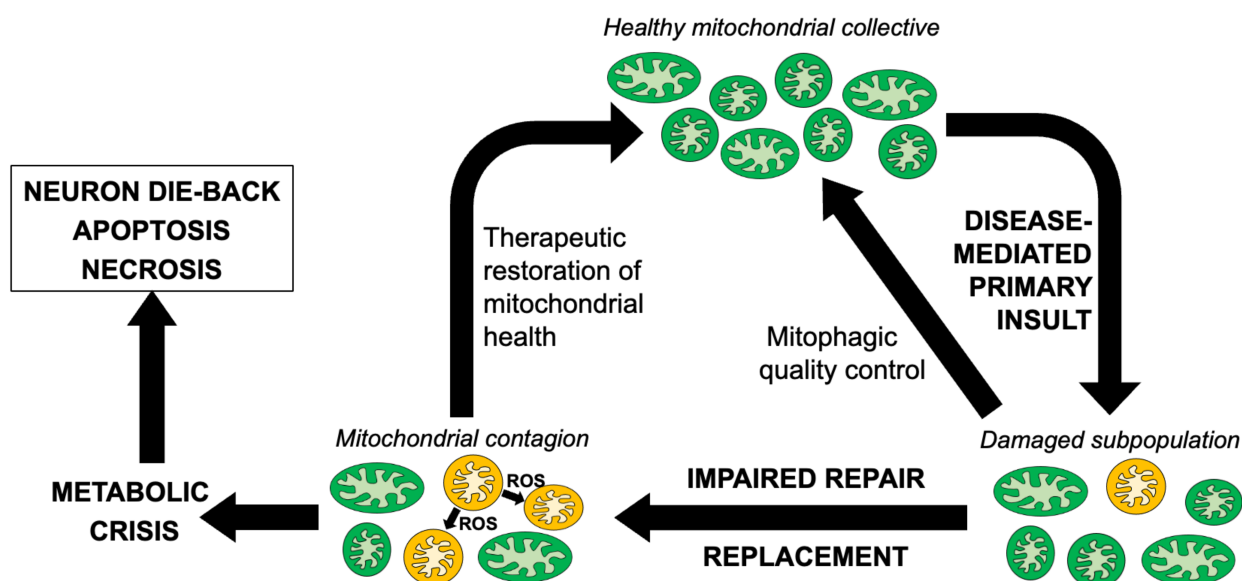 Healthy mitochondrial collective
NEURON DIE-BACK
APOPTOSIS
NECROSIS
Therapeutic
restoration of
mitochondrial
health
DISEASE-
MEDIATED
PRIMARY
INSULT
Mitophagic
quality control
Mitochondrial contagion
Damaged subpopulation
METABOLIC
CRISIS
ROS
ROS
IMPAIRED REPAIR
REPLACEMENT